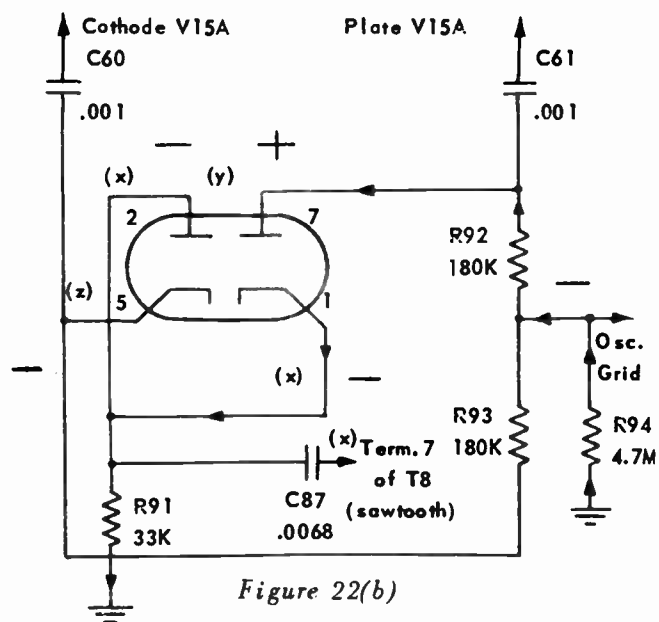 Cothode V15A
Plate V15A
C60
.001
C61
.001
— +
(x)
(y)
2
7
R92
180K
(z)
5
1
—
Osc.
Grid
(x)
—
—
R93
180K
R94
4.7M
(x)
Term.7
of T8
(sawtooth)
C87
.0068
R91
33K
Figure 22(b)